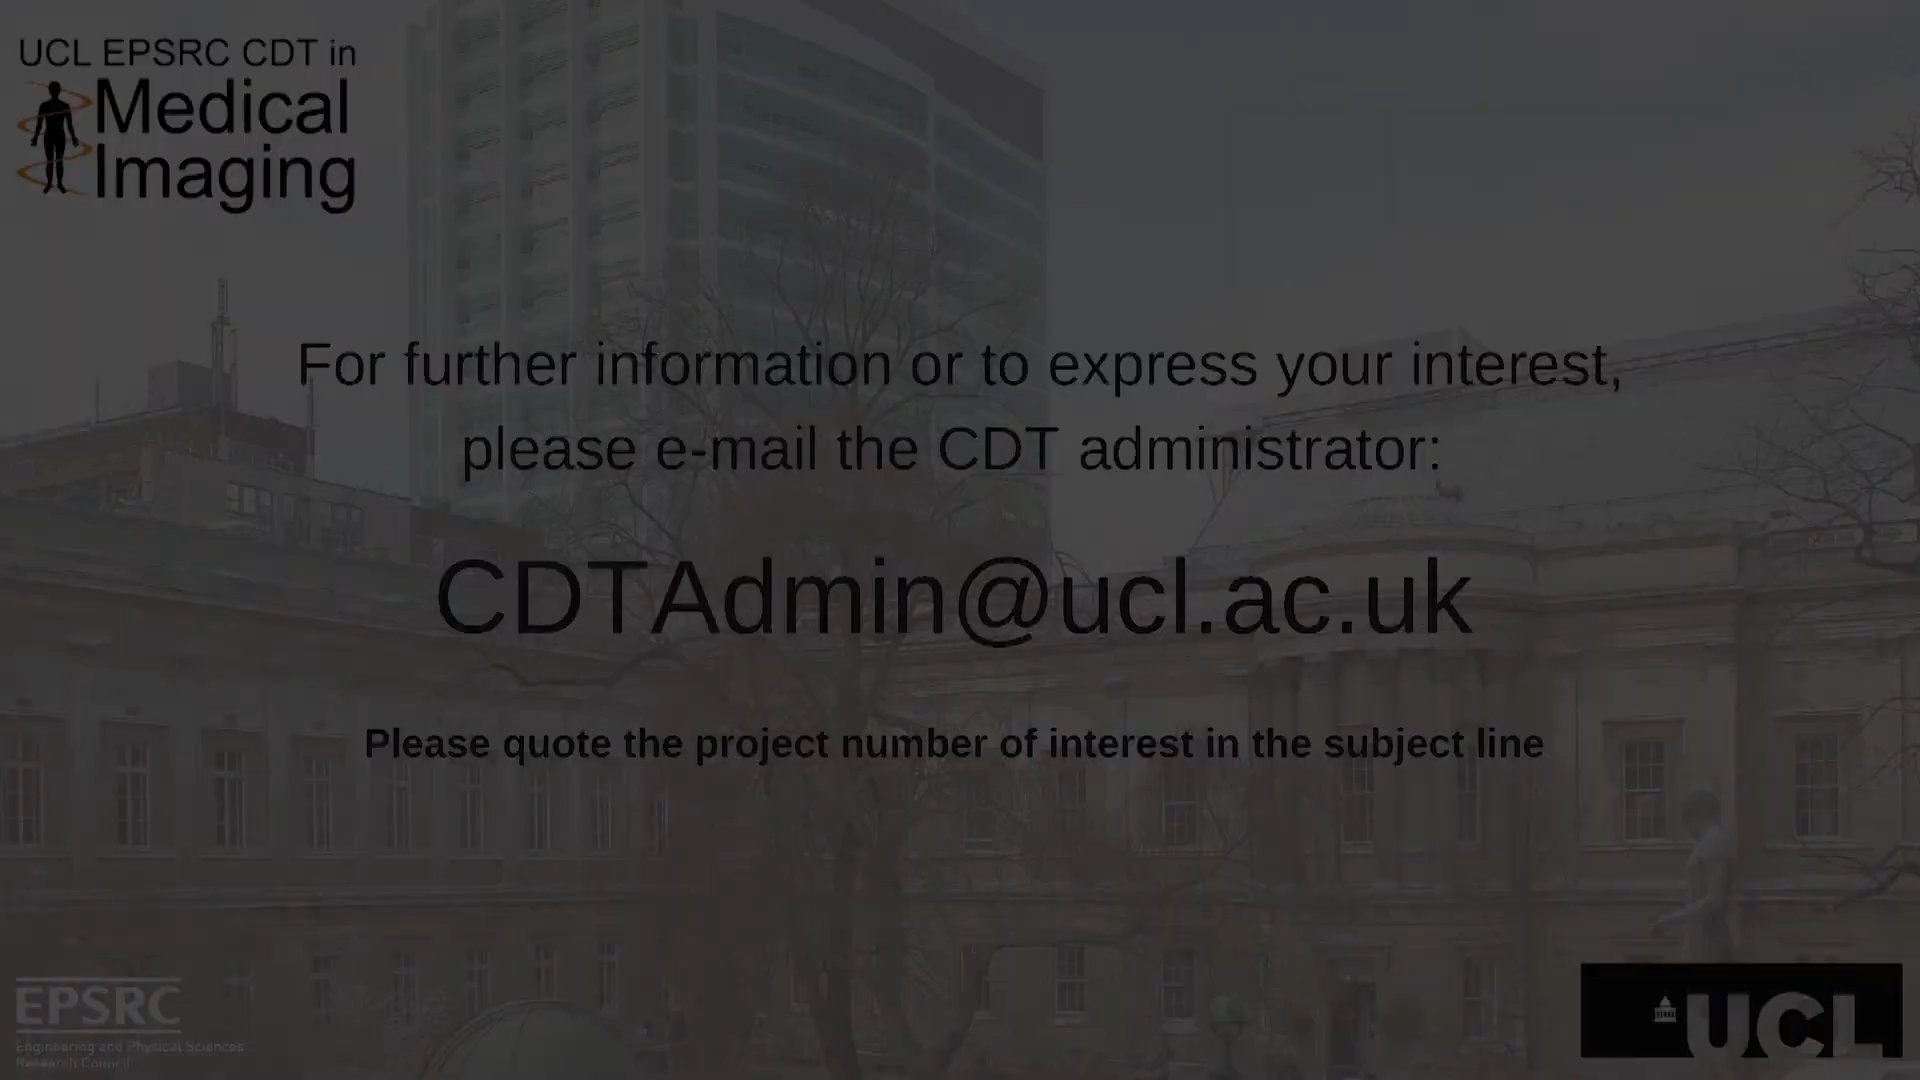 UCL EPSRC CDT in
Medical
Imaging
For further information or to express your interest,
please e-mail the CDT administrator:
CDTAdmin@ucl.ac.uk
Please quote the project number of interest in the subject line
EPSRC
Engineering and Physical Sciences
Research Council
UCL